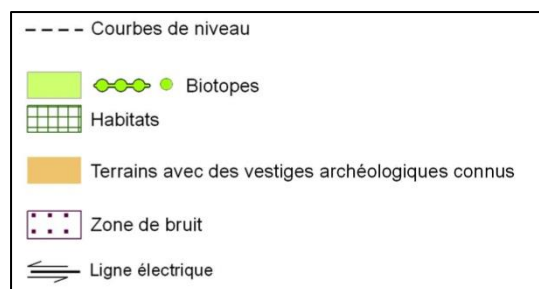 Courbes de niveau
Biotopes
Habitats
Terrains avec des vestiges archéologiques connus
Zone de bruit
Ligne électrique